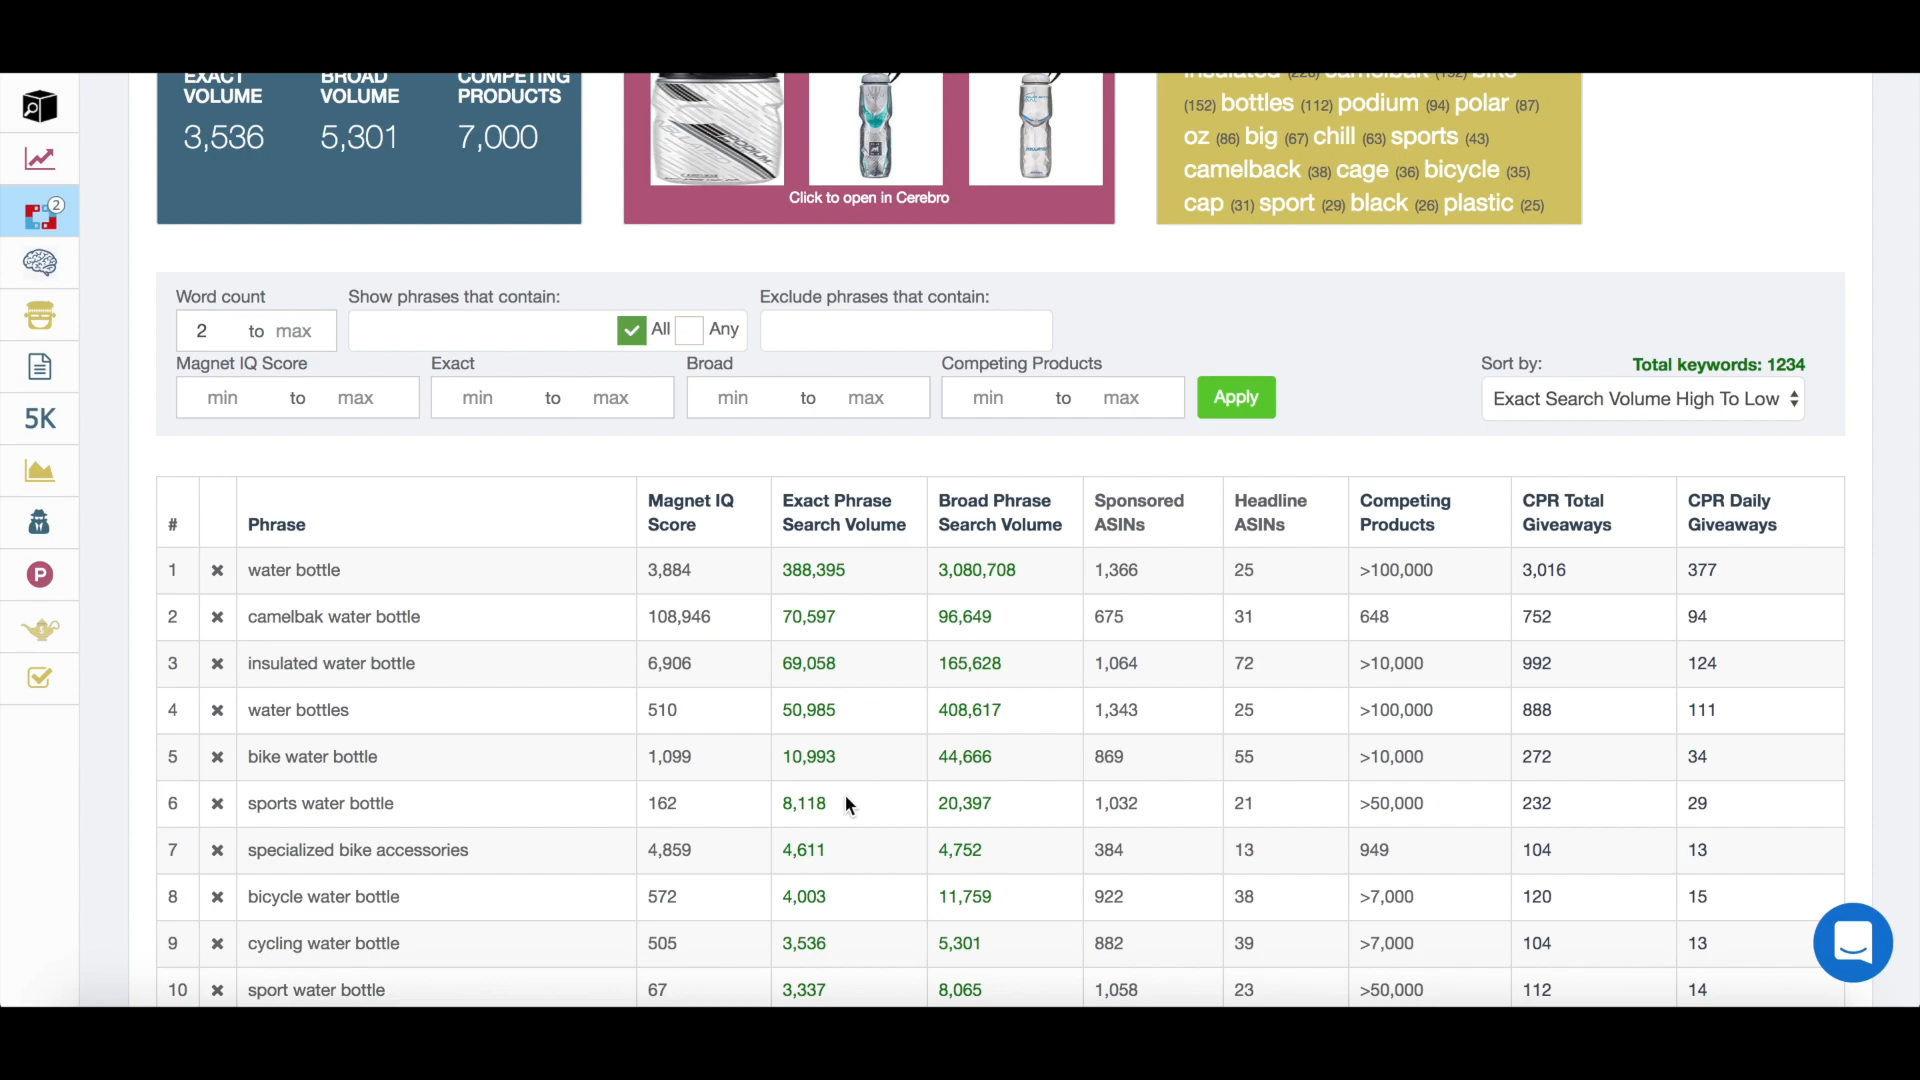 EXACT VOLUME
3,536
BROAD VOLUME
5,301
COMPETING PRODUCTS
7,000
PODIUM
Click to open in Cerebro
insulated (226) camelbak (192) bike
(152) bottles (112) podium (94) polar (87)
oz (86) big (67) chill (63) sports (43)
camelback (38) cage (36) bicycle (35)
cap (31) sport (29) black (26) plastic (25)
2
5K
P
Word count
2 to max
Show phrases that contain:
All Any
Exclude phrases that contain:
Magnet IQ Score
min to max
Exact
min to max
Broad
min to max
Competing Products
min to max
Apply
Sort by:
Total keywords: 1234
Exact Search Volume High To Low
# Phrase Magnet IQ Score Exact Phrase Search Volume Broad Phrase Search Volume Sponsored ASINs Headline ASINs Competing Products CPR Total Giveaways CPR Daily Giveaways
1 water bottle 3,884 388,395 3,080,708 1,366 25 >100,000 3,016 377
2 camelbak water bottle 108,946 70,597 96,649 675 31 648 752 94
3 insulated water bottle 6,906 69,058 165,628 1,064 72 >10,000 992 124
4 water bottles 510 50,985 408,617 1,343 25 >100,000 888 111
5 bike water bottle 1,099 10,993 44,666 869 55 >10,000 272 34
6 sports water bottle 162 8,118 20,397 1,032 21 >50,000 232 29
7 specialized bike accessories 4,859 4,611 4,752 384 13 949 104 13
8 bicycle water bottle 572 4,003 11,759 922 38 >7,000 120 15
9 cycling water bottle 505 3,536 5,301 882 39 >7,000 104 13
10 sport water bottle 67 3,337 8,065 1,058 23 >50,000 112 14